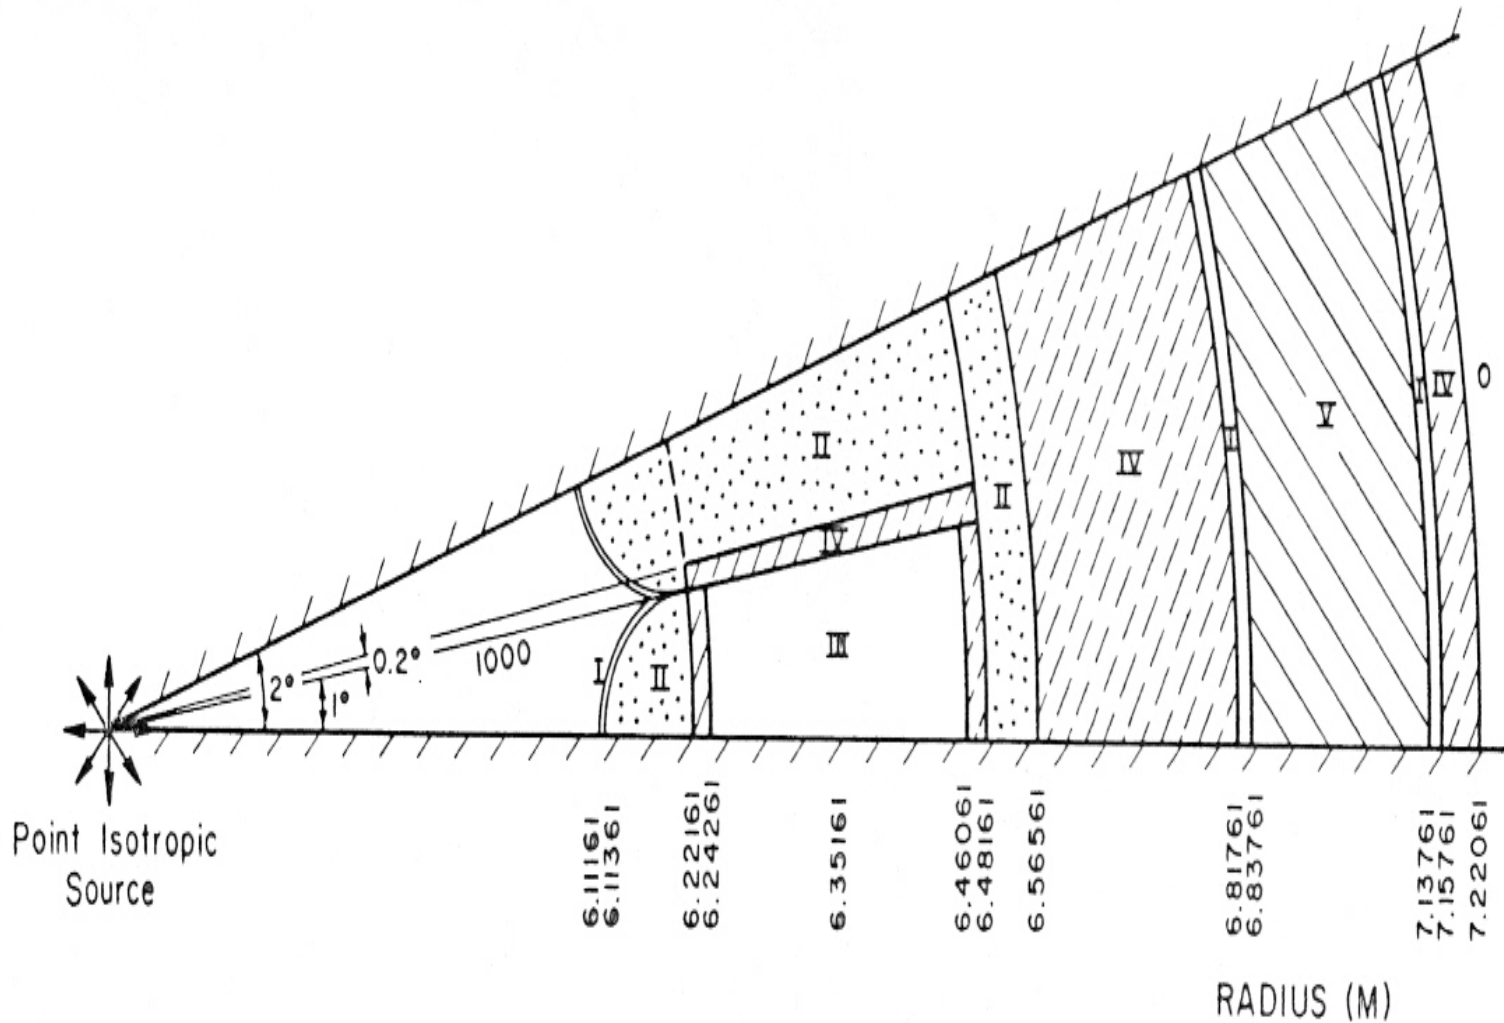 O
II
IV
I
IV
V
II
II
IV
I
0.2°
1000
III
2°
1°
I
II
Point Isotropic
Source
6.11161
6.11361
6.22161
6.24261
6.35161
6.46061
6.48161
6.56561
6.81761
6.83761
7.13761
7.15761
7.22061
RADIUS (M)